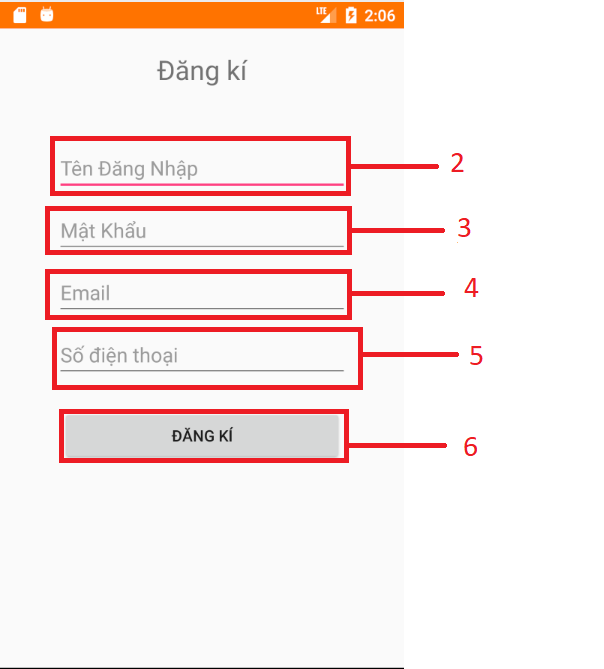 LTE 2:06
Đăng kí
Tên Đăng Nhập 2
Mật Khẩu 3
Email 4
Số điện thoại 5
ĐĂNG KÍ 6